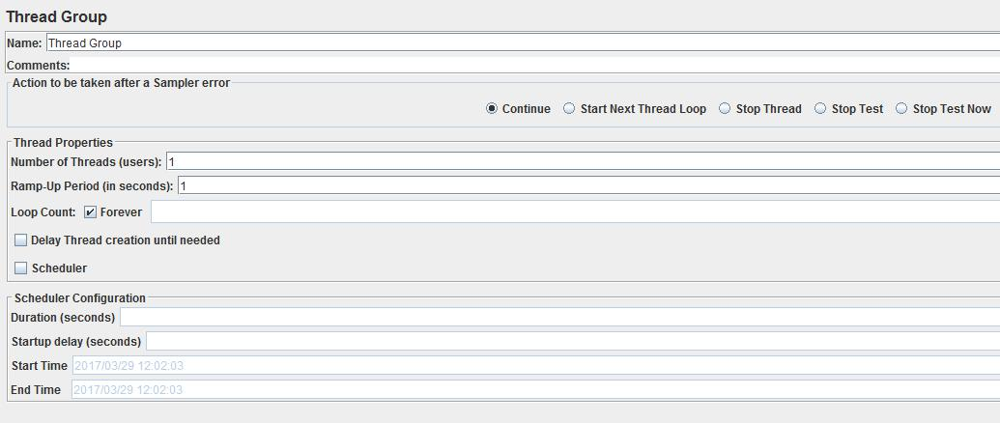 Thread Group
Name: Thread Group
Comments:
Action to be taken after a Sampler error
Continue Start Next Thread Loop Stop Thread Stop Test Stop Test Now
Thread Properties
Number of Threads (users): 1
Ramp-Up Period (in seconds): 1
Loop Count: Forever
Delay Thread creation until needed
Scheduler
Scheduler Configuration
Duration (seconds)
Startup delay (seconds)
Start Time 2017/03/29 12:02:03
End Time 2017/03/29 12:02:03